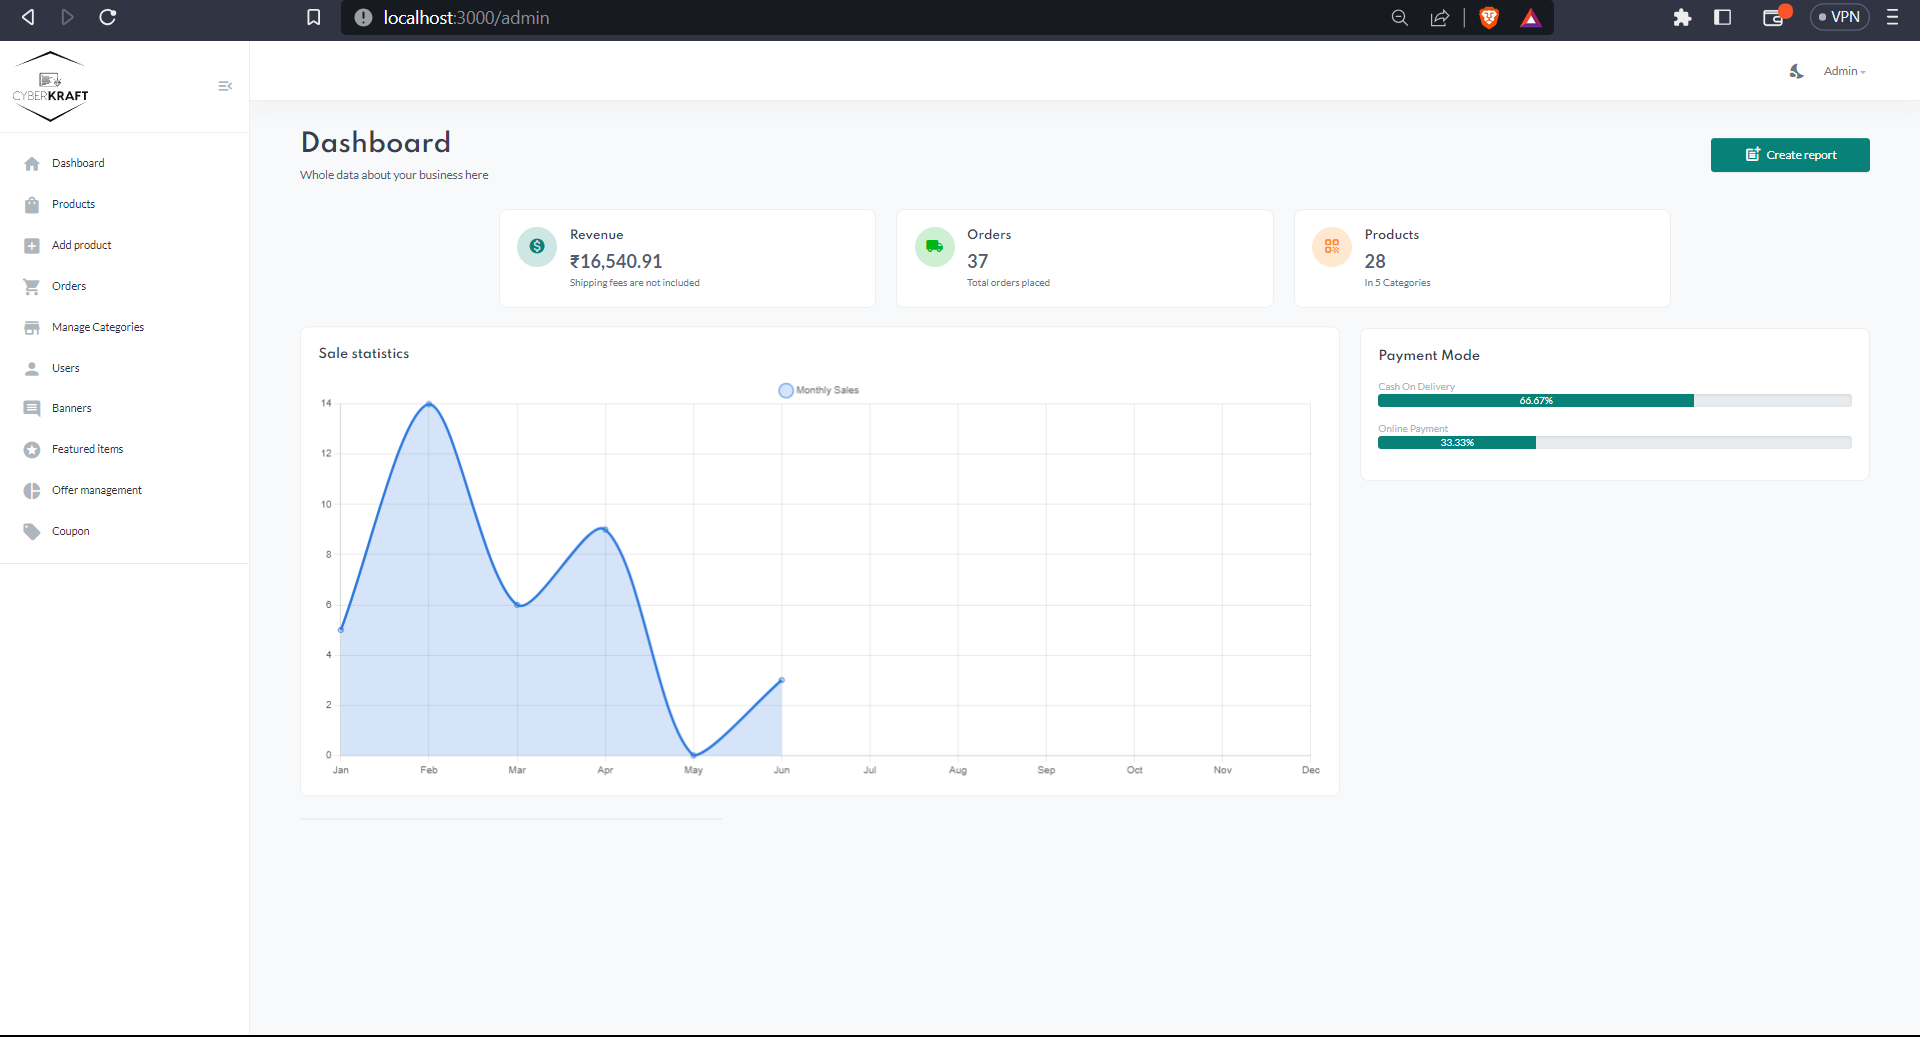 localhost:3000/admin
VPN
CYBERKRAFT
Admin
Dashboard
Products
Add product
Orders
Manage Categories
Users
Banners
Featured items
Offer management
Coupon
Dashboard
Whole data about your business here
Create report
Revenue
₹16,540.91
Shipping fees are not included
Orders
37
Total orders placed
Products
28
In 5 Categories
Sale statistics
Monthly Sales
14
12
10
8
6
4
2
0
Jan Feb Mar Apr May Jun Jul Aug Sep Oct Nov Dec
Payment Mode
Cash On Delivery
66.67%
Online Payment
33.33%